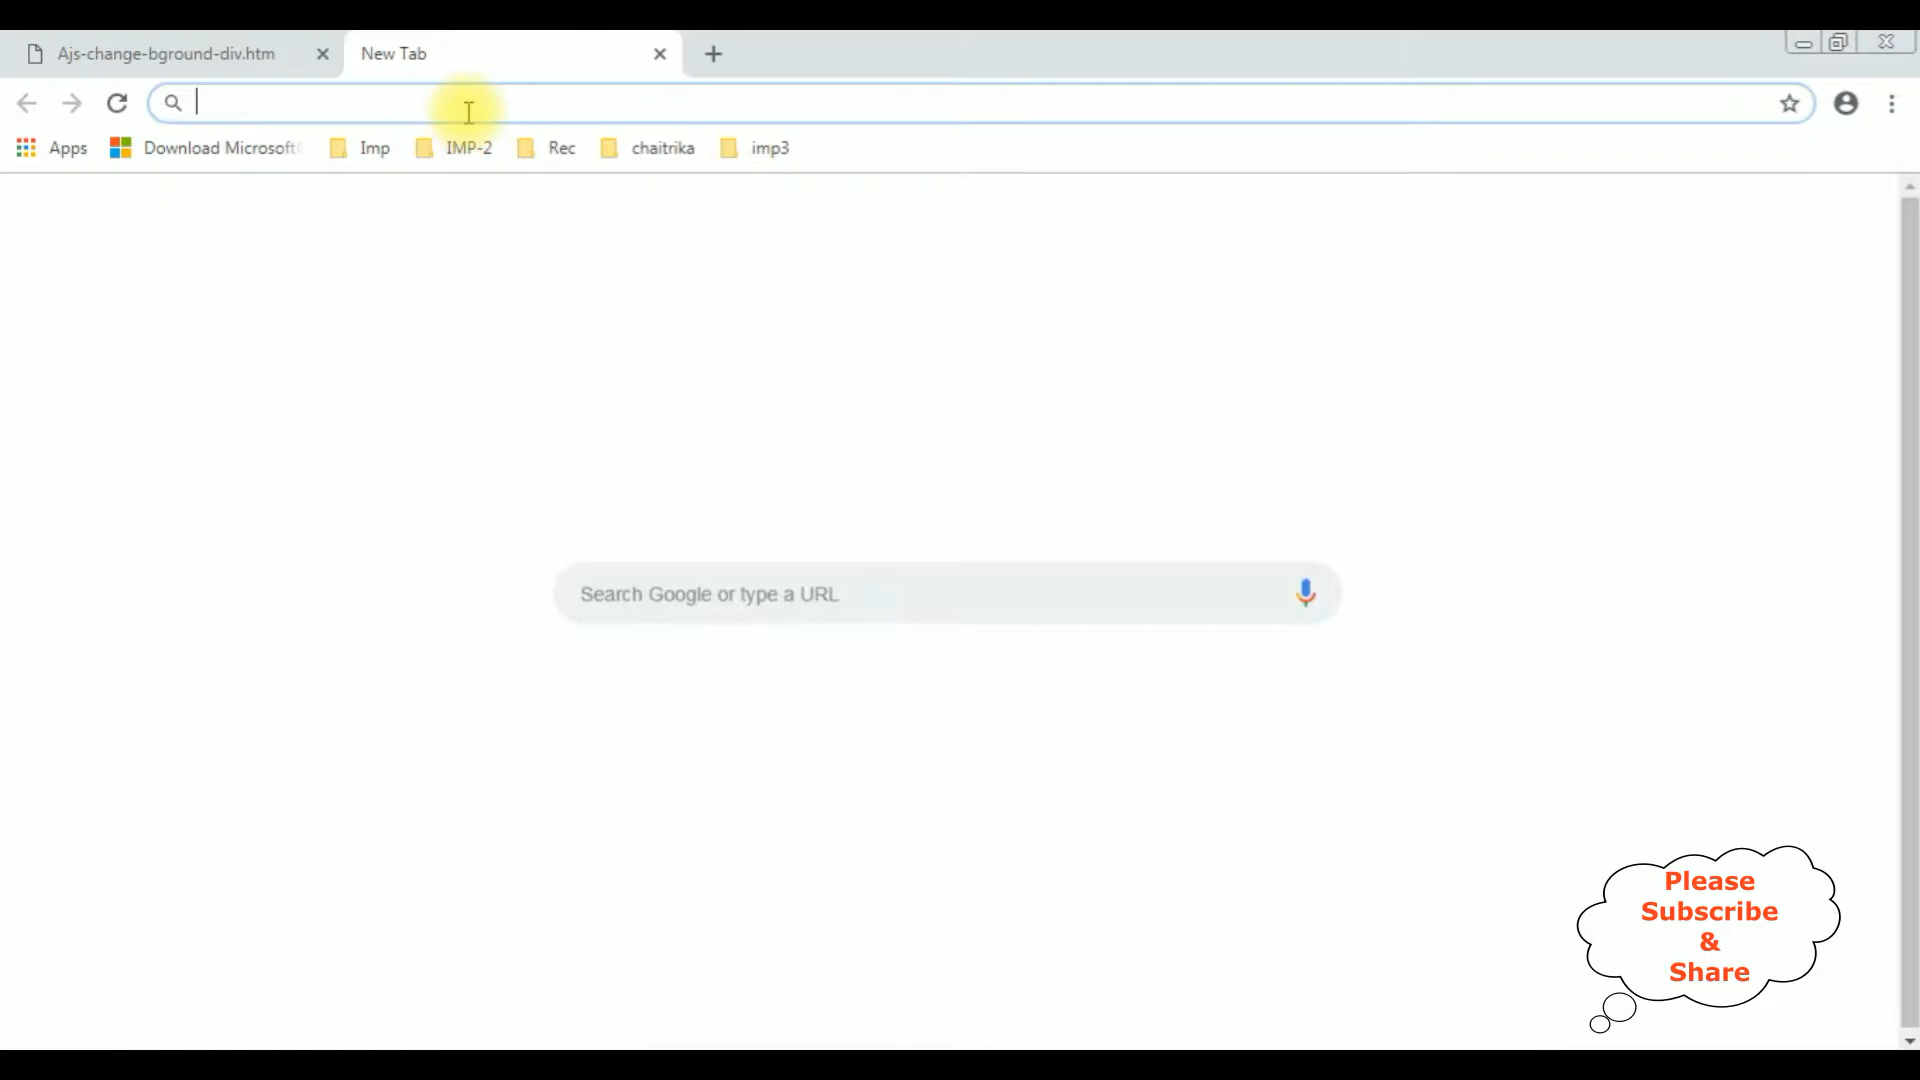 Ajs-change-bground-div.htm
New Tab
Apps
Download Microsoft
Imp
IMP-2
Rec
chaitrika
imp3
Search Google or type a URL
Please
Subscribe
&
Share